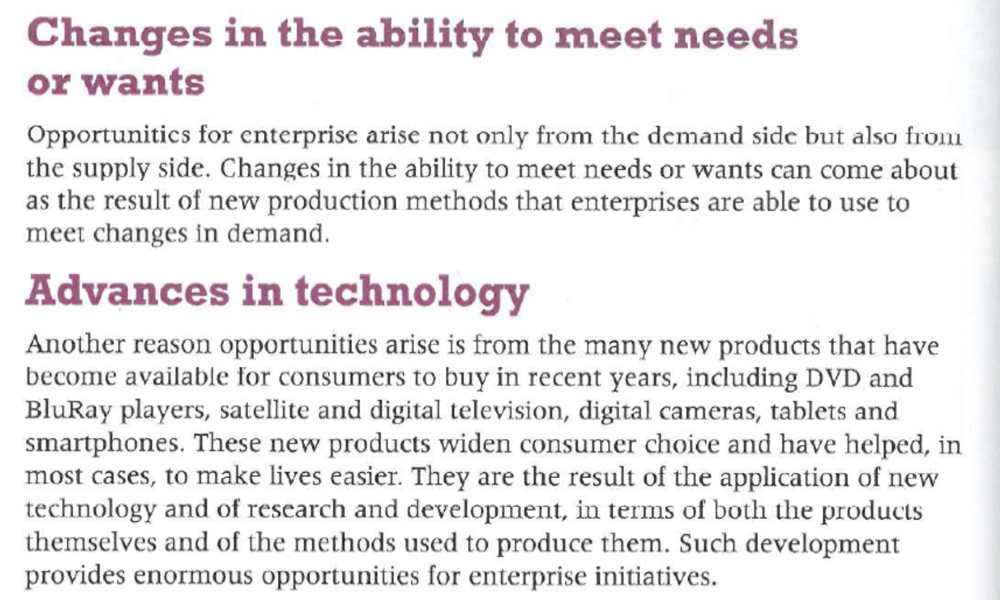 Changes in the ability to meet needs
or wants
Opportunities for enterprise arise not only from the demand side but also from
the supply side. Changes in the ability to meet needs or wants can come about
as the result of new production methods that enterprises are able to use to
meet changes in demand.
Advances in technology
Another reason opportunities arise is from the many new products that have
become available for consumers to buy in recent years, including DVD and
BluRay players, satellite and digital television, digital cameras, tablets and
smartphones. These new products widen consumer choice and have helped, in
most cases, to make lives easier. They are the result of the application of new
technology and of research and development, in terms of both the products
themselves and of the methods used to produce them. Such development
provides enormous opportunities for enterprise initiatives.